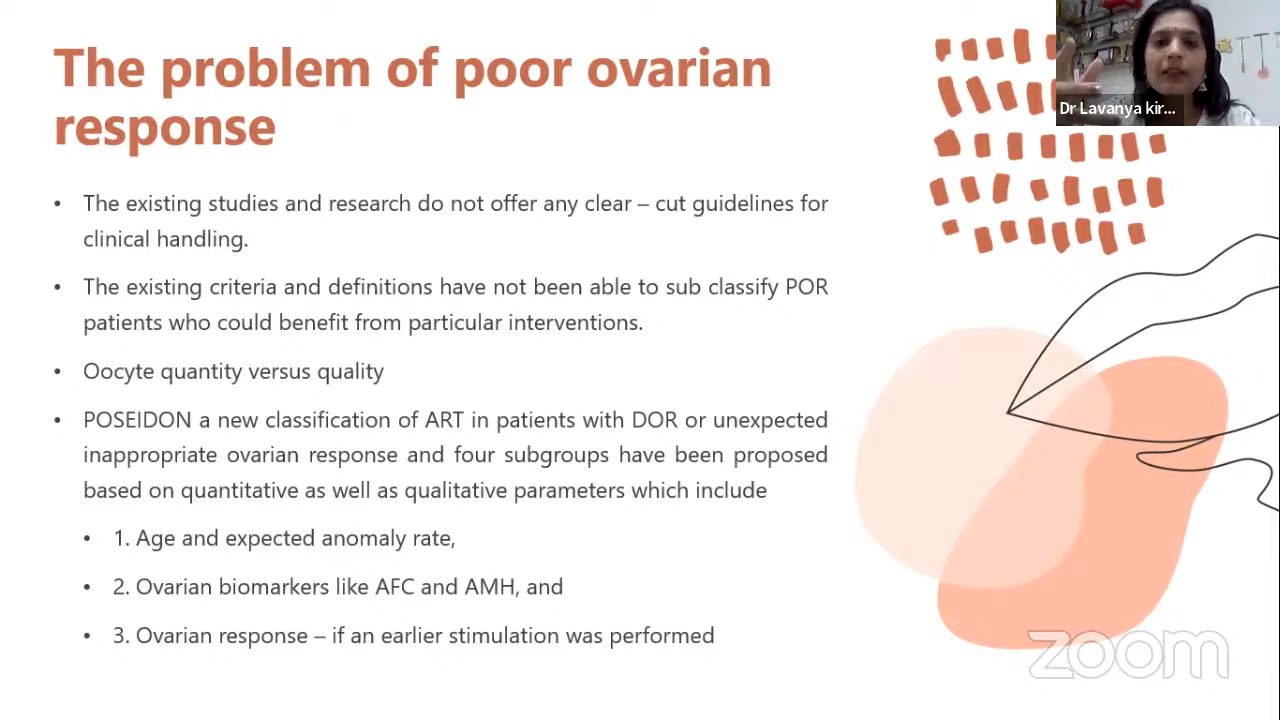 The problem of poor ovarian
response
• The existing studies and research do not offer any clear – cut guidelines for
clinical handling.
• The existing criteria and definitions have not been able to sub classify POR
patients who could benefit from particular interventions.
• Oocyte quantity versus quality
• POSEIDON a new classification of ART in patients with DOR or unexpected
inappropriate ovarian response and four subgroups have been proposed
based on quantitative as well as qualitative parameters which include
• 1. Age and expected anomaly rate,
• 2. Ovarian biomarkers like AFC and AMH, and
• 3. Ovarian response – if an earlier stimulation was performed
Dr Lavanya kir...
zoom